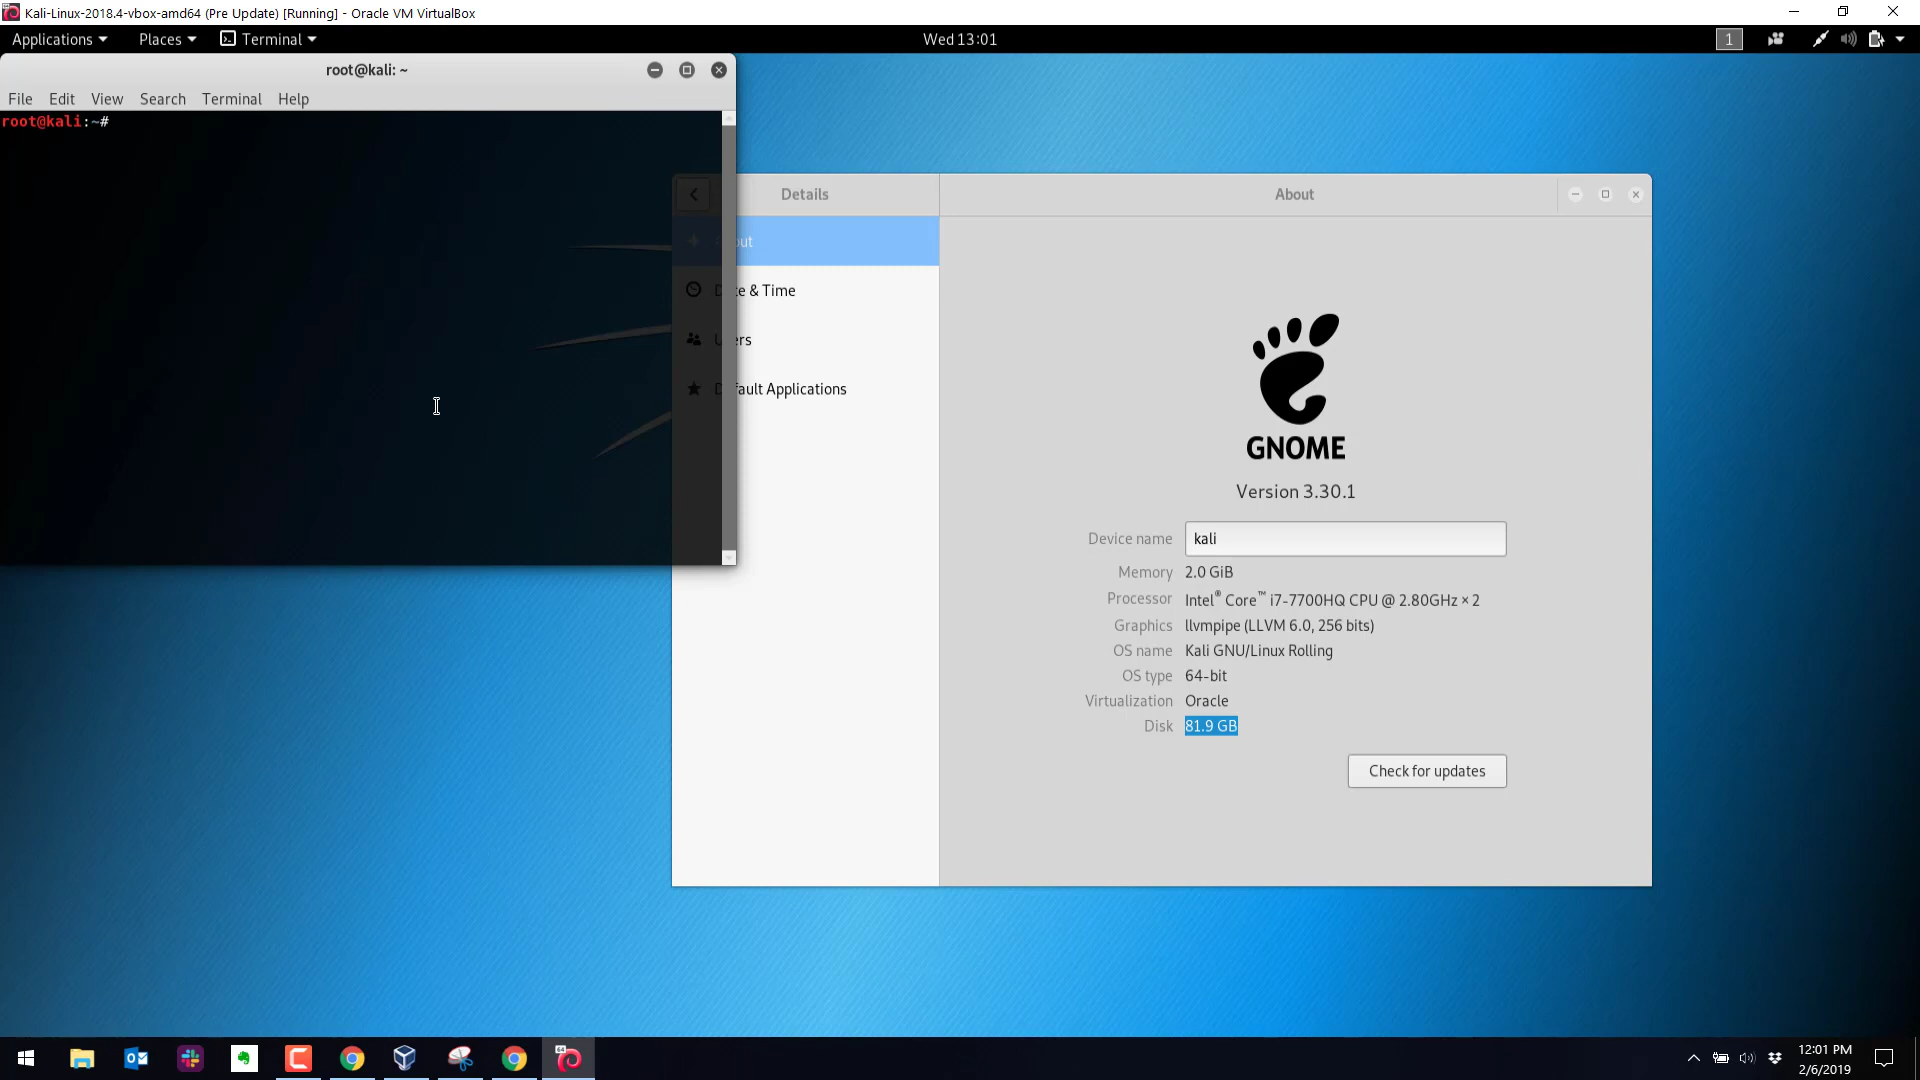 Kali-Linux-2018.4-vbox-amd64 (Pre Update) [Running] - Oracle VM VirtualBox
Applications Places Terminal Wed 13:01 1
root@kali: ~
File Edit View Search Terminal Help
root@kali:~#
Details About
Date & Time
Users
Default Applications
GNOME
Version 3.30.1
Device name kali
Memory 2.0 GiB
Processor Intel® Core™ i7-7700HQ CPU @ 2.80GHz × 2
Graphics llvmpipe (LLVM 6.0, 256 bits)
OS name Kali GNU/Linux Rolling
OS type 64-bit
Virtualization Oracle
Disk 81.9 GB
Check for updates
12:01 PM
2/6/2019